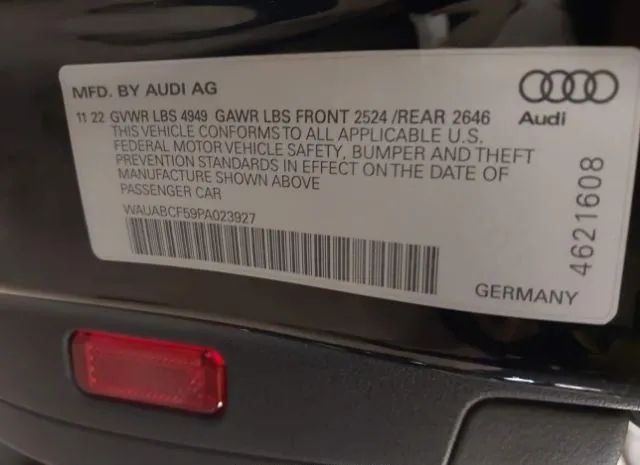 MFD. BY AUDI AG
11 22 GVWR LBS 4949 GAWR LBS FRONT 2524 /REAR 2646
THIS VEHICLE CONFORMS TO ALL APPLICABLE U.S.
FEDERAL MOTOR VEHICLE SAFETY, BUMPER AND THEFT
PREVENTION STANDARDS IN EFFECT ON THE DATE OF
MANUFACTURE SHOWN ABOVE
PASSENGER CAR
WAUABCF59PA023927
Audi
4621608
GERMANY